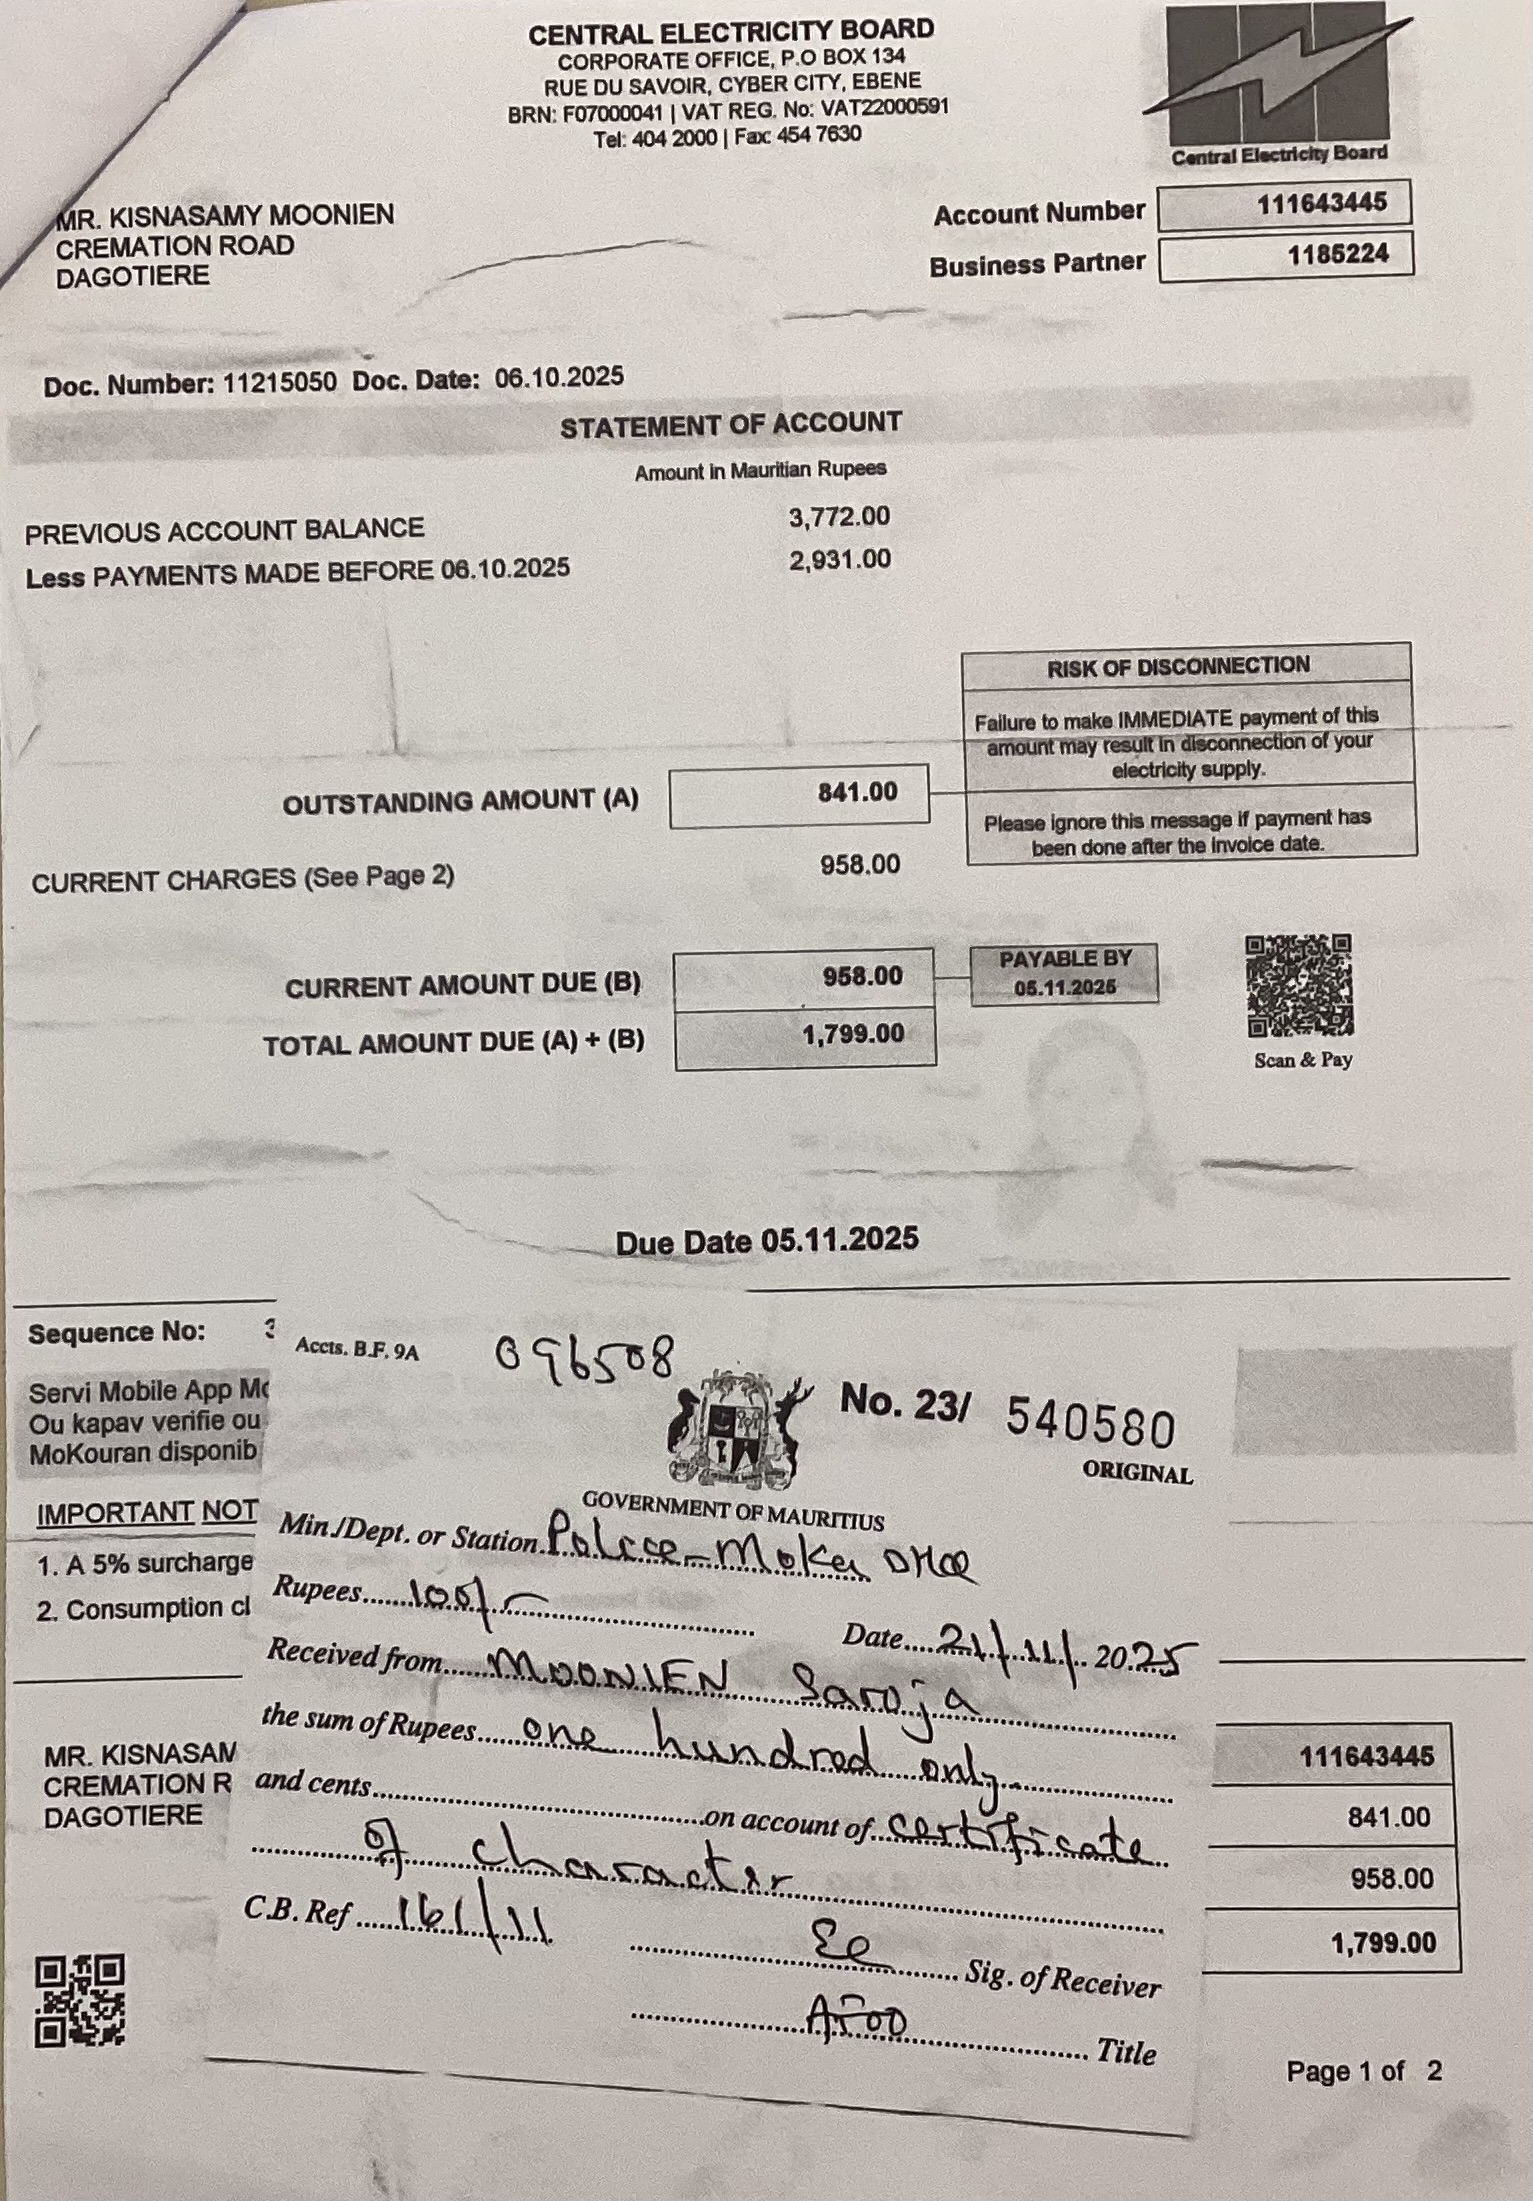 CENTRAL ELECTRICITY BOARD
CORPORATE OFFICE, P.O BOX 134
RUE DU SAVOIR, CYBER CITY, EBENE
BRN: F07000041 | VAT REG. No: VAT22000591
Tel: 404 2000 | Fax: 454 7630
Central Electricity Board
MR. KISNASAMY MOONIEN
CREMATION ROAD
DAGOTIERE
Account Number 111643445
Business Partner 1185224
Doc. Number: 11215050 Doc. Date: 06.10.2025
STATEMENT OF ACCOUNT
Amount in Mauritian Rupees
PREVIOUS ACCOUNT BALANCE 3,772.00
Less PAYMENTS MADE BEFORE 06.10.2025 2,931.00
RISK OF DISCONNECTION
Failure to make IMMEDIATE payment of this
amount may result in disconnection of your
electricity supply.
OUTSTANDING AMOUNT (A) 841.00
Please ignore this message if payment has
been done after the invoice date.
CURRENT CHARGES (See Page 2) 958.00
CURRENT AMOUNT DUE (B) 958.00
PAYABLE BY
05.11.2025
TOTAL AMOUNT DUE (A) + (B) 1,799.00
Scan & Pay
Due Date 05.11.2025
Sequence No:
Servi Mobile App
Ou kapav verifie ou
MoKouran disponib
IMPORTANT NOT
1. A 5% surcharge
2. Consumption cl
MR. KISNASAM
CREMATION R
DAGOTIERE
Accts. B.F. 9A 096508
No. 23/ 540580
ORIGINAL
GOVERNMENT OF MAURITIUS
Min./Dept. or Station Police - Moka
Rupees 100/-
Date 21/11/2025
Received from MOONIEN Saroja
the sum of Rupees one hundred only
and cents on account of certificate
of character
C.B. Ref 161/11
Sig. of Receiver
Title
111643445
841.00
958.00
1,799.00
Page 1 of 2